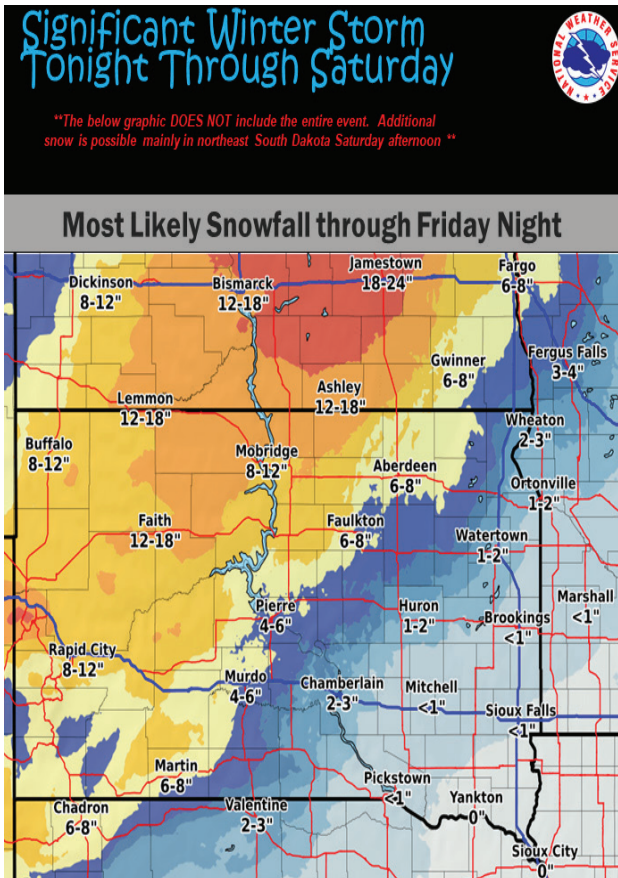 Significant Winter Storm
Tonight Through Saturday
NATIONAL WEATHER SERVICE
**The below graphic DOES NOT include the entire event. Additional
snow is possible mainly in northeast South Dakota Saturday afternoon **
Most Likely Snowfall through Friday Night
Jamestown
18-24"
Fargo
6-8"
Dickinson
8-12"
Bismarck
12-18"
Fergus Falls
3-4"
Gwinner
6-8"
Ashley
12-18"
Lemmon
12-18"
Wheaton
2-3"
Buffalo
8-12"
Mobridge
8-12"
Aberdeen
6-8"
Ortonville
1-2"
Faith
12-18"
Faulkton
6-8"
Watertown
1-2"
Pierre
4-6"
Huron
1-2"
Brookings
<1"
Marshall
<1"
Rapid City
8-12"
Murdo
4-6"
Chamberlain
2-3"
Mitchell
<1"
Sioux Falls
<1"
Martin
6-8"
Pickstown
<1"
Yankton
0"
Chadron
6-8"
Valentine
2-3"
Sioux City
0"